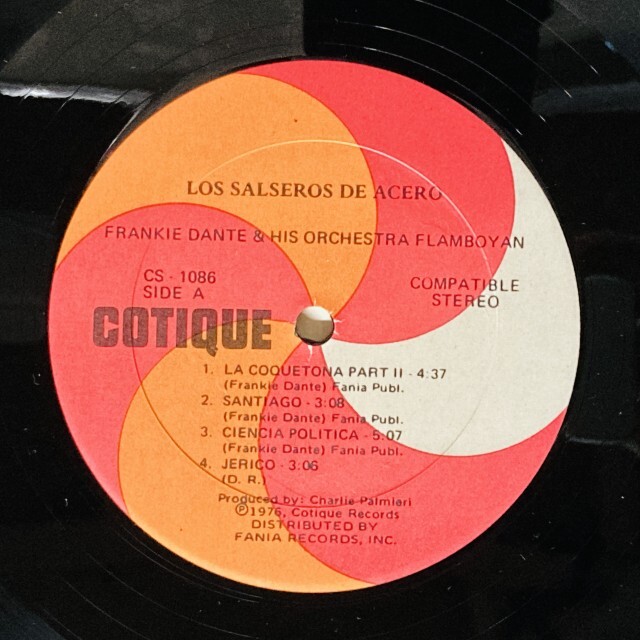 LOS SALSEROS DE ACERO
FRANKIE DANTE & HIS ORCHESTRA FLAMBOYAN
CS - 1086
SIDE A
COMPATIBLE
STEREO
COTIQUE
1. LA COQUETONA PART II - 4:37
(Frankie Dante) Fania Publ.
2. SANTIAGO - 3:08
(Frankie Dante) Fania Publ.
3. CIENCIA POLITICA - 5:07
(Frankie Dante) Fania Publ.
4. JERICO - 3:06
(D. R.)
Produced by: Charlie Palmieri
℗1976, Cotique Records
DISTRIBUTED BY
FANIA RECORDS, INC.